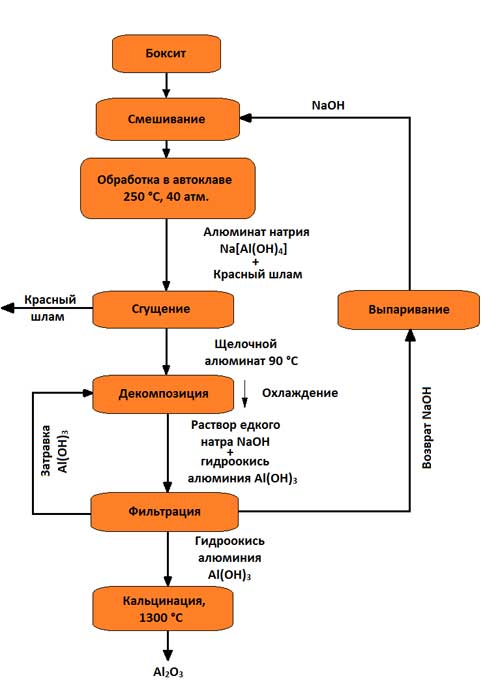 Боксит
NaOH
Смешивание
Обработка в автоклаве
250 °C, 40 атм.
Алюминат натрия
Na[Al(OH)₄]
+
Красный шлам
Красный
шлам
Сгущение
Выпаривание
Щелочной
алюминат 90 °C
Декомпозиция
Охлаждение
Затравка
Al(OH)₃
Раствор едкого
натра NaOH
+
гидроокись
алюминия Al(OH)₃
Возврат NaOH
Фильтрация
Гидроокись
алюминия
Al(OH)₃
Кальцинация,
1300 °C
Al₂O₃